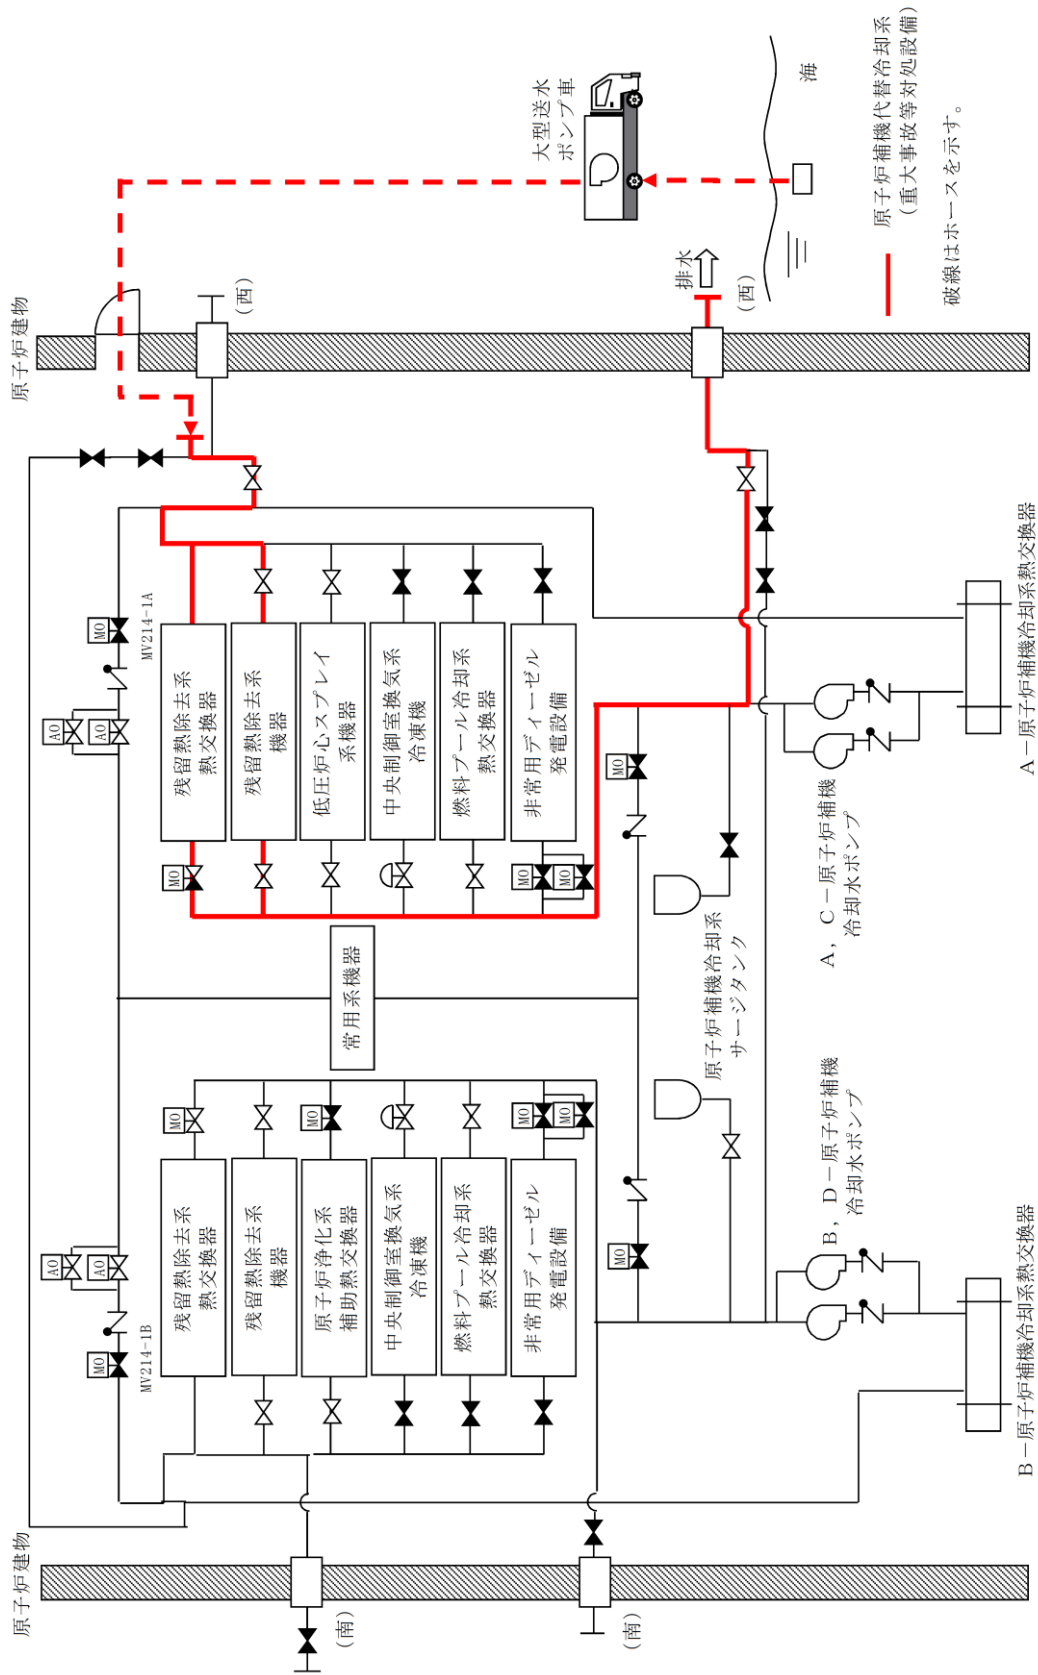 原子炉建物
原子炉建物
AO
AO
MO
AO
AO
MO
MV214-1B
MV214-1A
残留熱除去系
熱交換器
MO
MO
残留熱除去系
熱交換器
(西)
残留熱除去系
機器
残留熱除去系
機器
原子炉浄化系
補助熱交換器
MO
低圧炉心スプレイ
系機器
(南)
常用系機器
中央制御室換気系
冷凍機
中央制御室換気系
冷凍機
燃料プール冷却系
熱交換器
燃料プール冷却系
熱交換器
非常用ディーゼル
発電設備
MO
MO
MO
MO
非常用ディーゼル
発電設備
大型送水
ポンプ車
(南)
MO
MO
排水
(西)
原子炉補機冷却系
サージタンク
海
B,D-原子炉補機
冷却水ポンプ
A,C-原子炉補機
冷却水ポンプ
原子炉補機代替冷却系
(重大事故等対処設備)
破線はホースを示す。
B-原子炉補機冷却系熱交換器
A-原子炉補機冷却系熱交換器